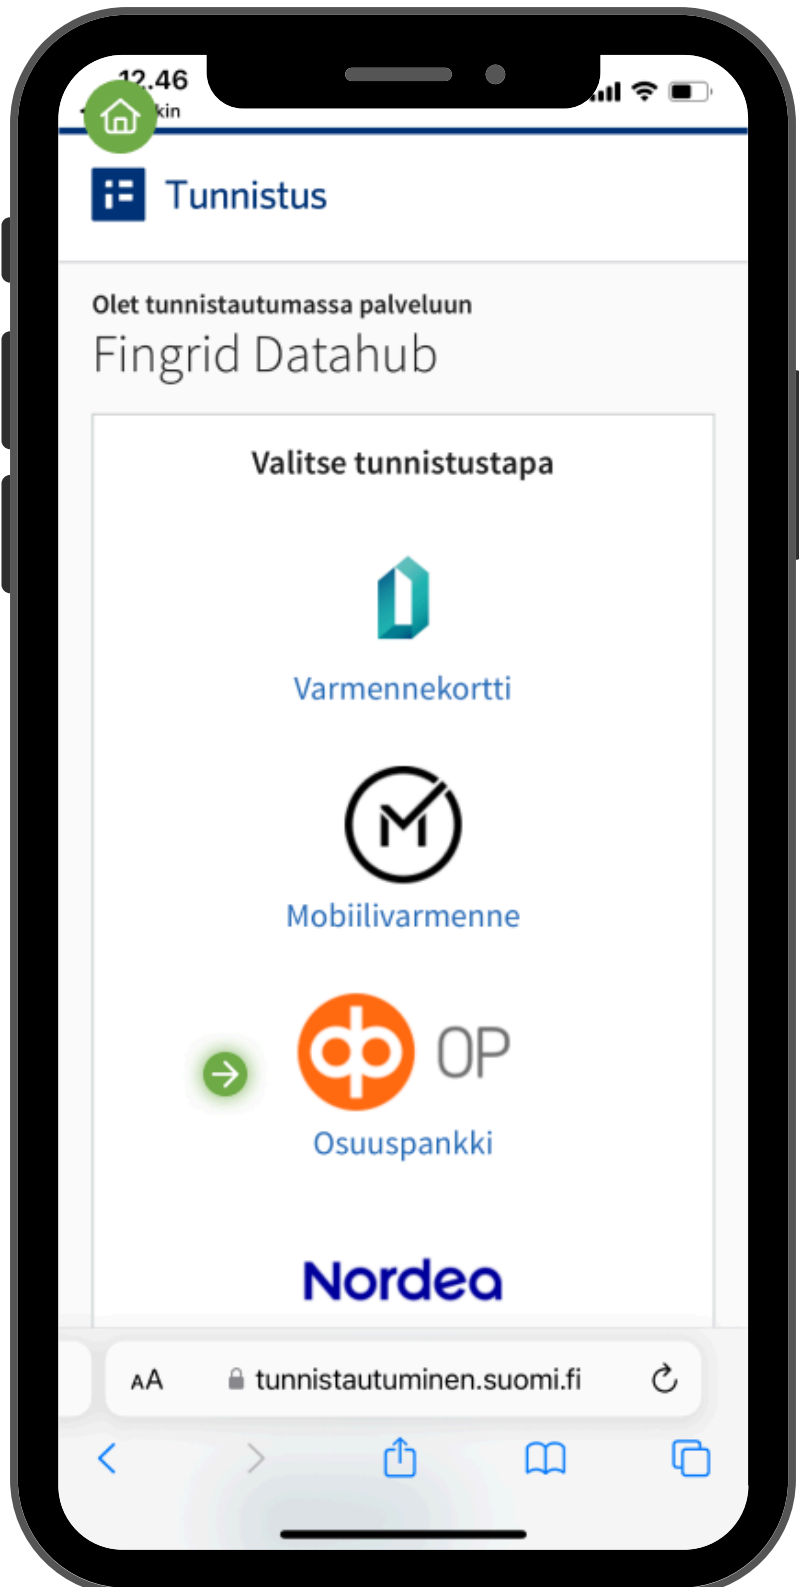 12.46
kin
Tunnistus
Olet tunnistautumassa palveluun
Fingrid Datahub
Valitse tunnistustapa
Varmennekortti
Mobiilivarmenne
OP
Osuuspankki
Nordea
AA tunnistautuminen.suomi.fi